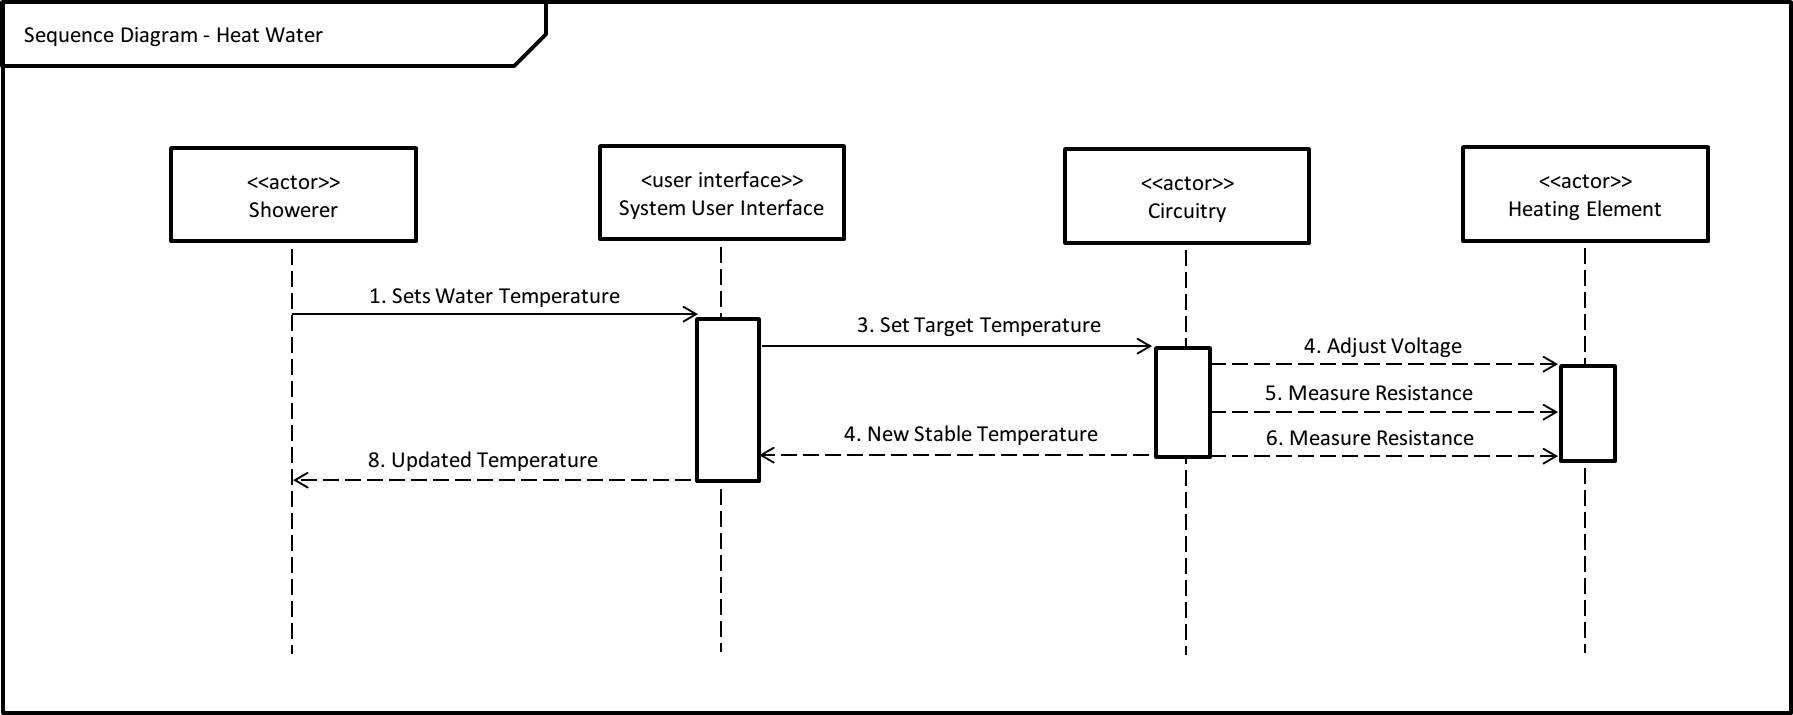 Sequence Diagram - Heat Water
<<actor>>
Showerer
<user interface>>
System User Interface
<<actor>>
Circuitry
<<actor>>
Heating Element
1. Sets Water Temperature
3. Set Target Temperature
4. Adjust Voltage
5. Measure Resistance
4. New Stable Temperature
6. Measure Resistance
8. Updated Temperature